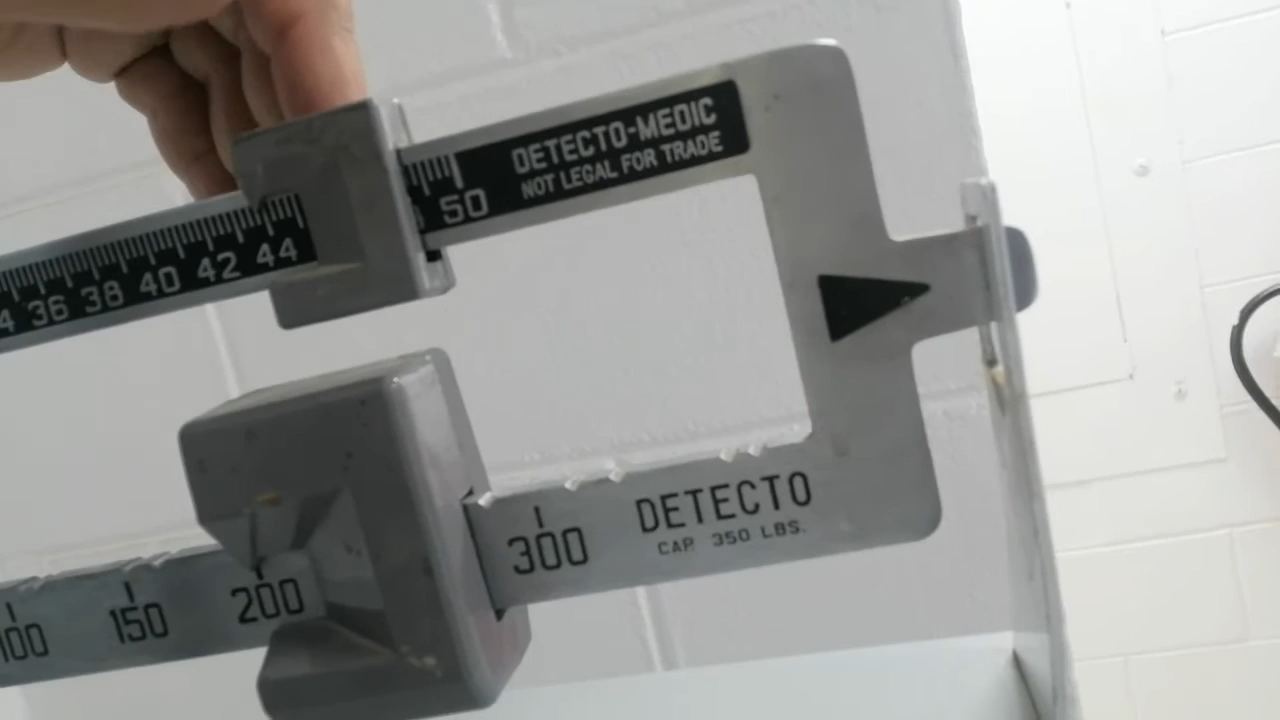 DETECTO-MEDIC
NOT LEGAL FOR TRADE
4 36 38 40 42 44 50
100 150 200 300
DETECTO
CAP. 350 LBS.